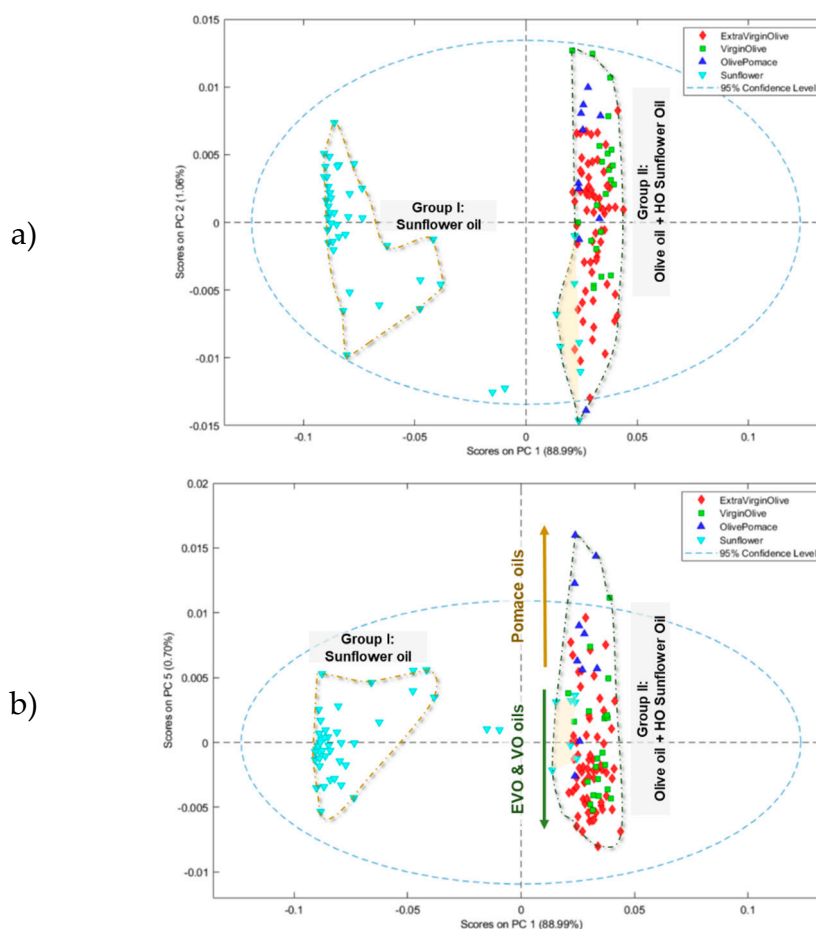 a)
0.015
0.01
0.005
0
-0.005
-0.01
-0.015
Scores on PC 2 (1.06%)
ExtraVirginOlive
VirginOlive
OlivePomace
Sunflower
95% Confidence Level
Group I:
Sunflower oil
Group II:
Olive oil + HO Sunflower Oil
-0.1
-0.05
0
0.05
0.1
Scores on PC 1 (88.99%)
b)
0.02
0.015
0.01
0.005
0
-0.005
-0.01
Scores on PC 5 (0.70%)
ExtraVirginOlive
VirginOlive
OlivePomace
Sunflower
95% Confidence Level
Group I:
Sunflower oil
Pomace oils
EVO & VO oils
Group II:
Olive oil + HO Sunflower Oil
-0.1
-0.05
0
0.05
0.1
Scores on PC 1 (88.99%)